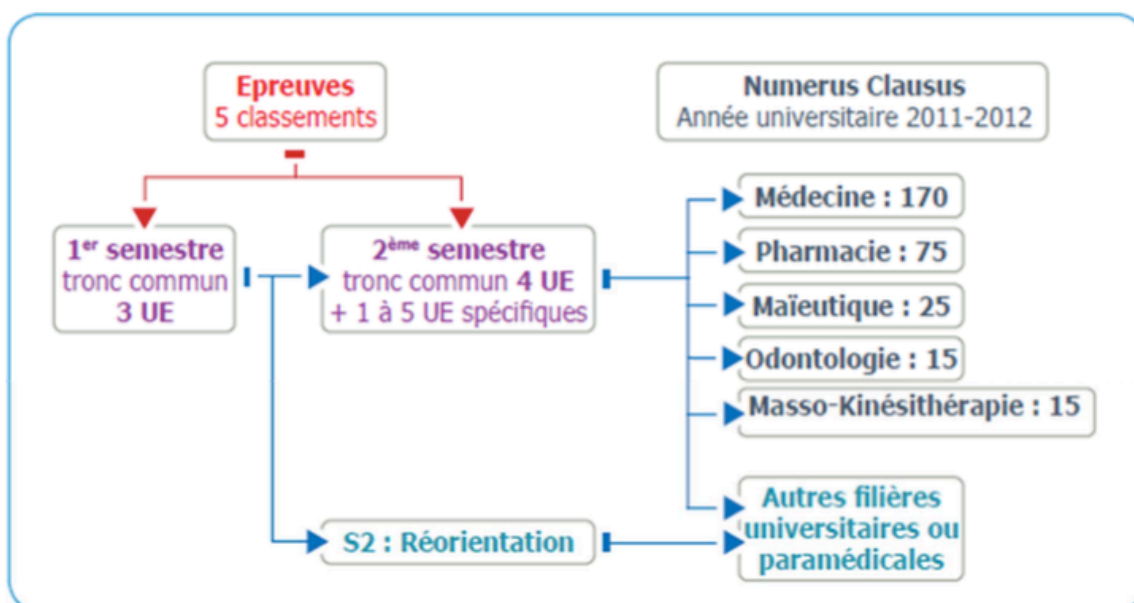 Epreuves
5 classements
Numerus Clausus
Année universitaire 2011-2012
1er semestre
tronc commun
3 UE
2ème semestre
tronc commun 4 UE
+ 1 à 5 UE spécifiques
Médecine : 170
Pharmacie : 75
Maïeutique : 25
Odontologie : 15
Masso-Kinésithérapie : 15
S2 : Réorientation
Autres filières
universitaires ou
paramédicales